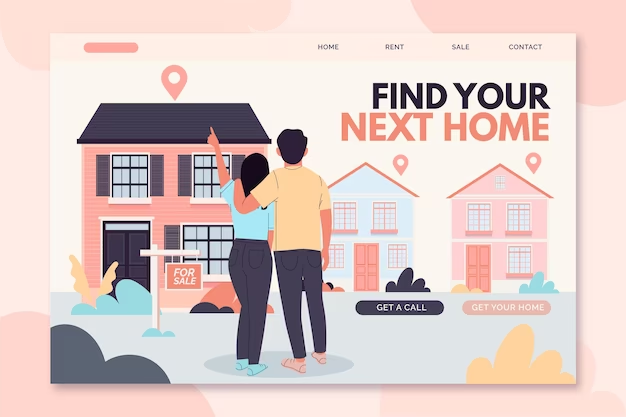 HOME RENT SALE CONTACT
FIND YOUR
NEXT HOME
FOR
SALE
GET A CALL GET YOUR HOME